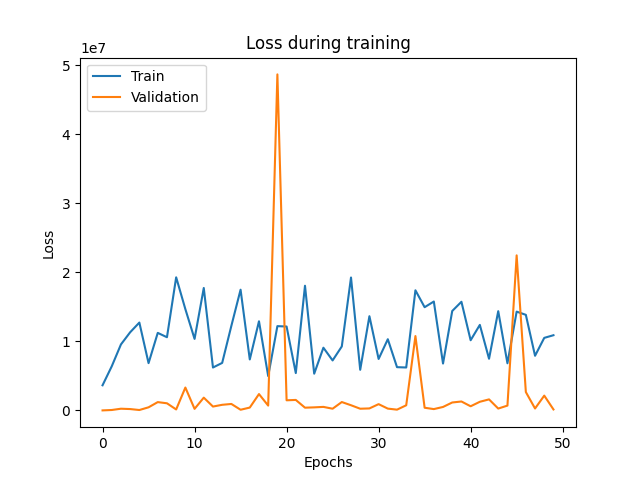 Loss during training
1e7
5
4
3
2
1
0
Loss
Train
Validation
0 10 20 30 40 50
Epochs